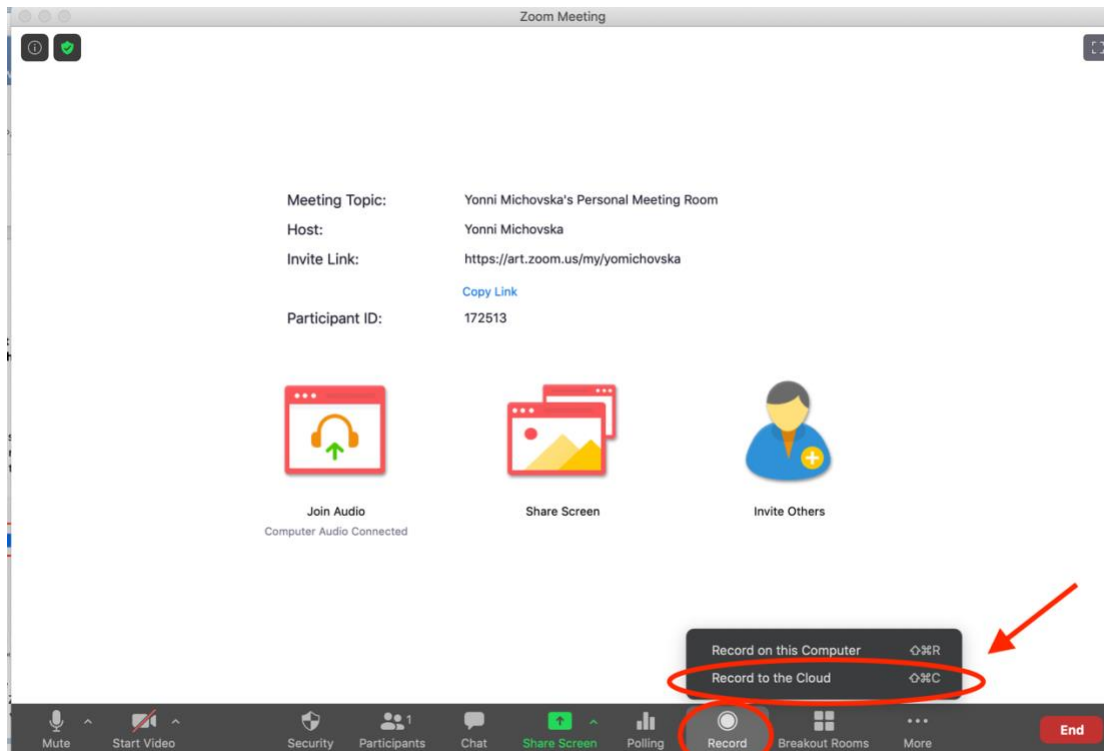 Zoom Meeting
Meeting Topic: Yonni Michovska's Personal Meeting Room
Host: Yonni Michovska
Invite Link: https://art.zoom.us/my/yomichovska
Copy Link
Participant ID: 172513
Join Audio Share Screen Invite Others
Computer Audio Connected
Record on this Computer ⇧⌘R
Record to the Cloud ⇧⌘C
1
Mute Start Video Security Participants Chat Share Screen Polling Record Breakout Rooms More End